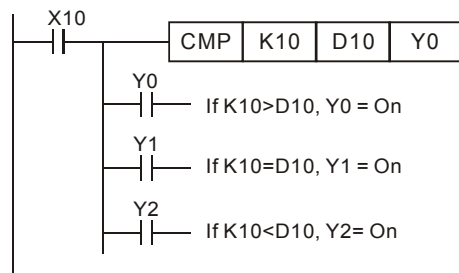 X10
CMP K10 D10 Y0
Y0
If K10>D10, Y0 = On
Y1
If K10=D10, Y1 = On
Y2
If K10<D10, Y2= On